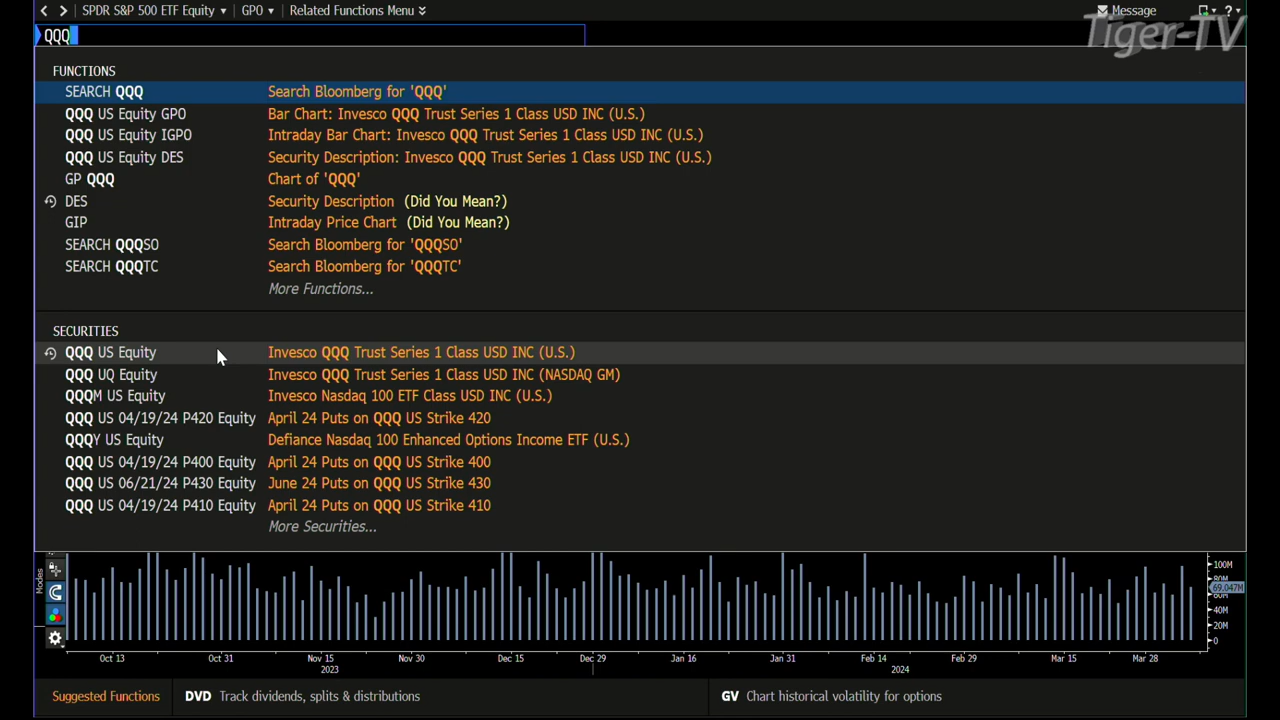 SPDR S&P 500 ETF Equity GPO Related Functions Menu Message ?
Tiger-TV
QQQ
FUNCTIONS
SEARCH QQQ Search Bloomberg for 'QQQ'
QQQ US Equity GPO Bar Chart: Invesco QQQ Trust Series 1 Class USD INC (U.S.)
QQQ US Equity IGPO Intraday Bar Chart: Invesco QQQ Trust Series 1 Class USD INC (U.S.)
QQQ US Equity DES Security Description: Invesco QQQ Trust Series 1 Class USD INC (U.S.)
GP QQQ Chart of 'QQQ'
DES Security Description (Did You Mean?)
GIP Intraday Price Chart (Did You Mean?)
SEARCH QQQSO Search Bloomberg for 'QQQSO'
SEARCH QQQTC Search Bloomberg for 'QQQTC'
More Functions...
SECURITIES
QQQ US Equity Invesco QQQ Trust Series 1 Class USD INC (U.S.)
QQQ UQ Equity Invesco QQQ Trust Series 1 Class USD INC (NASDAQ GM)
QQQM US Equity Invesco Nasdaq 100 ETF Class USD INC (U.S.)
QQQ US 04/19/24 P420 Equity April 24 Puts on QQQ US Strike 420
QQQY US Equity Defiance Nasdaq 100 Enhanced Options Income ETF (U.S.)
QQQ US 04/19/24 P400 Equity April 24 Puts on QQQ US Strike 400
QQQ US 06/21/24 P430 Equity June 24 Puts on QQQ US Strike 430
QQQ US 04/19/24 P410 Equity April 24 Puts on QQQ US Strike 410
More Securities...
Modes
100M
80M
69.047M
60M
40M
20M
0
Oct 13 Oct 31 Nov 15 Nov 30 Dec 15 Dec 29 Jan 16 Jan 31 Feb 14 Feb 29 Mar 15 Mar 28
2023 2024
Suggested Functions DVD Track dividends, splits & distributions GV Chart historical volatility for options